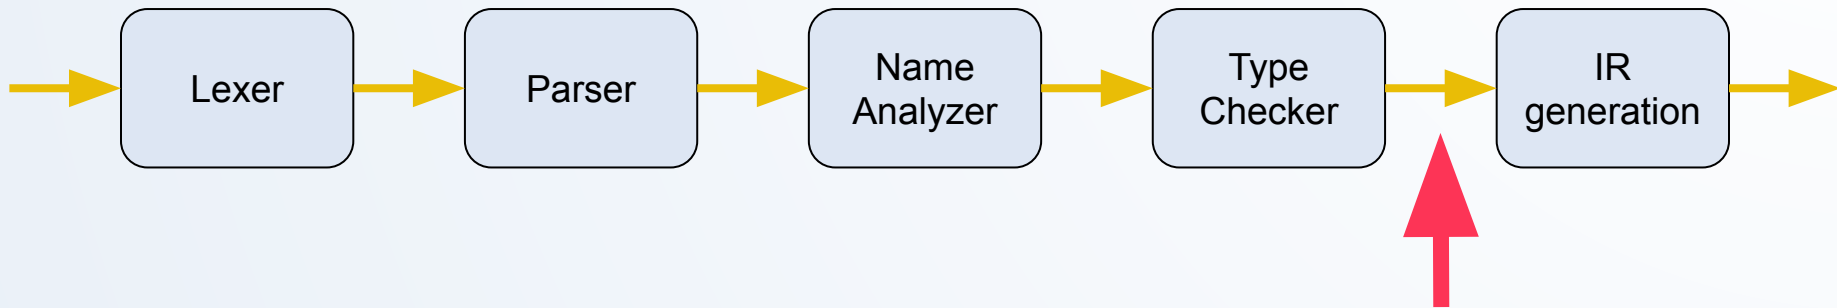 Lexer
Parser
Name
Analyzer
Type
Checker
IR
generation